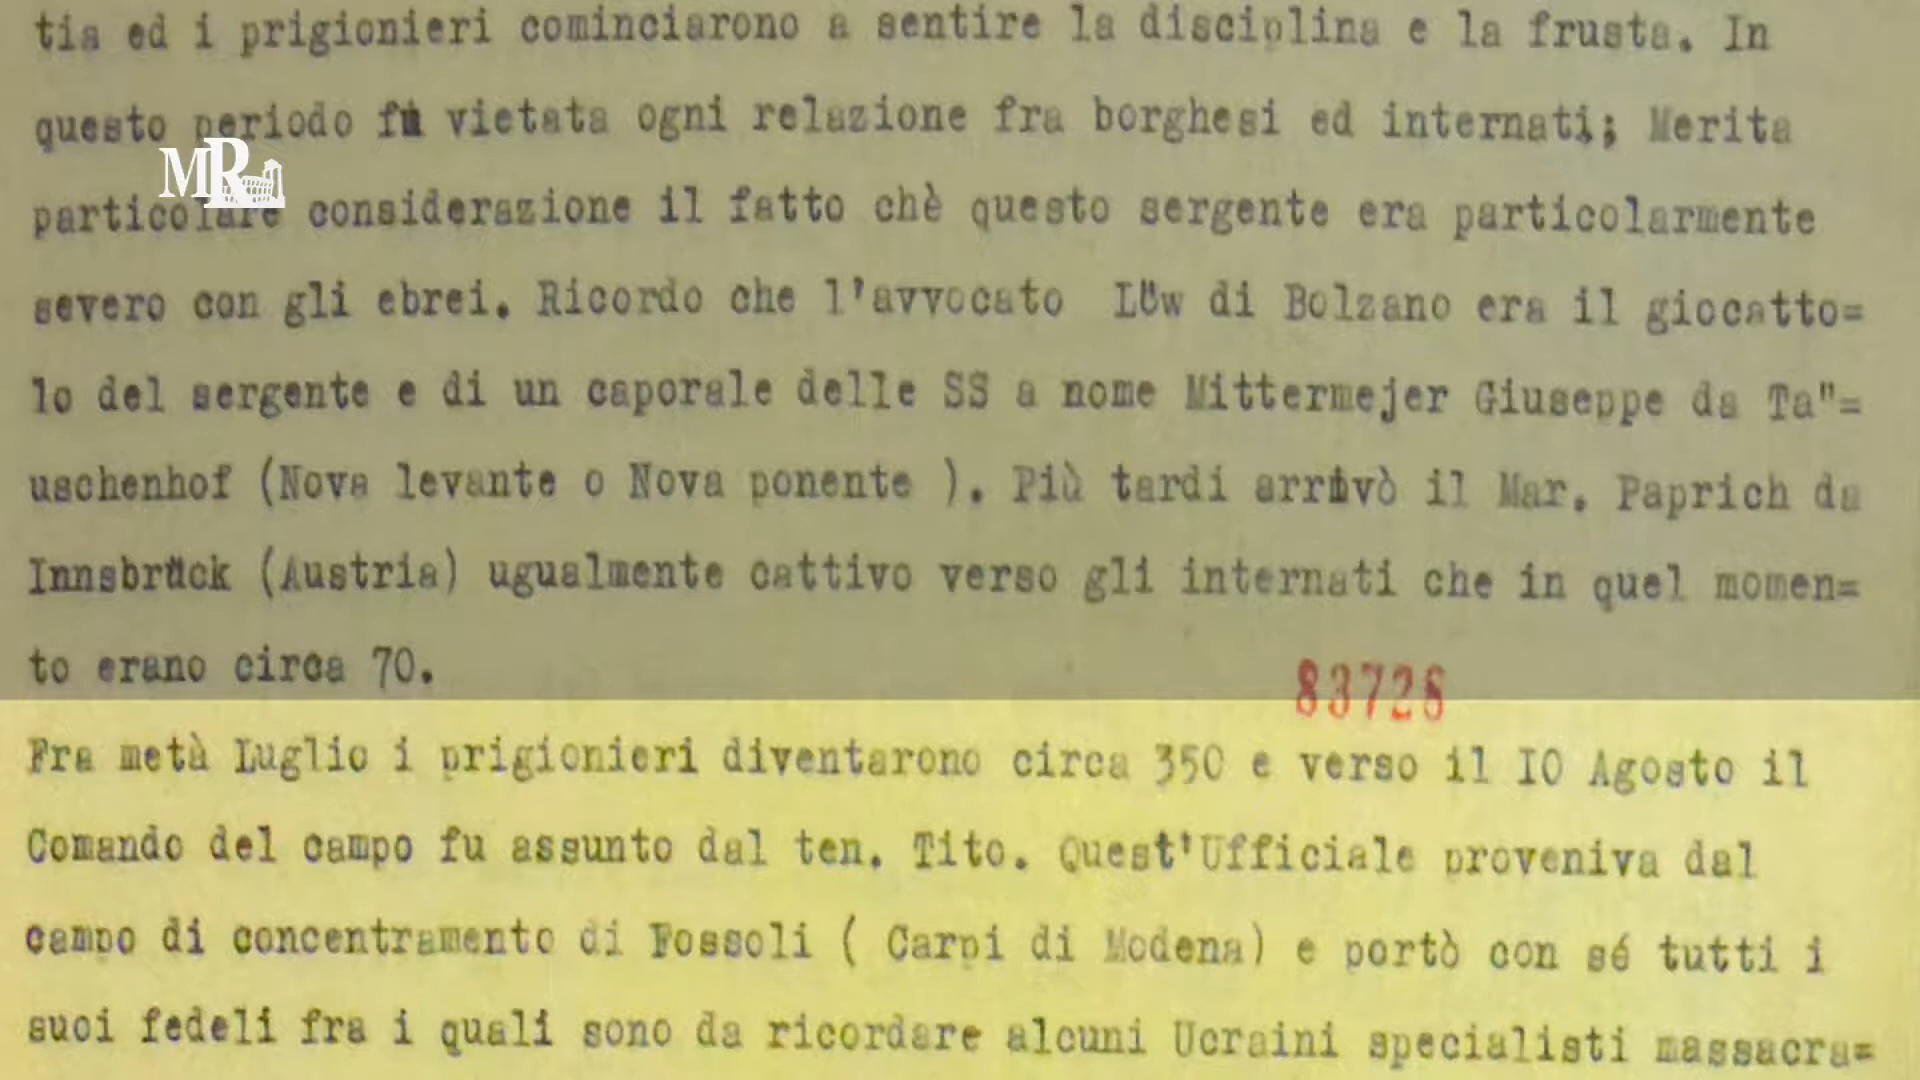 tia ed i prigionieri cominciarono a sentire la disciplina e la frusta. In
questo periodo fu vietata ogni relazione fra borghesi ed internati; Merita
MR
particolare considerazione il fatto chè questo sergente era particolarmente
severo con gli ebrei. Ricordo che l'avvocato Löw di Bolzano era il giocatto=
lo del sergente e di un caporale delle SS a nome Mittermejer Giuseppe da Ta"=
uschenhof (Nova levante o Nova ponente ). Più tardi arrivò il Mar. Paprich da
Innsbrück (Austria) ugualmente cattivo verso gli internati che in quel momen=
to erano circa 70.
83728
Fra metà Luglio i prigionieri diventarono circa 350 e verso il IO Agosto il
Comando del campo fu assunto dal ten. Tito. Quest'Ufficiale proveniva dal
campo di concentramento di Fossoli ( Carpi di Modena) e portò con sé tutti i
suoi fedeli fra i quali sono da ricordare alcuni Ucraini specialisti massacra=